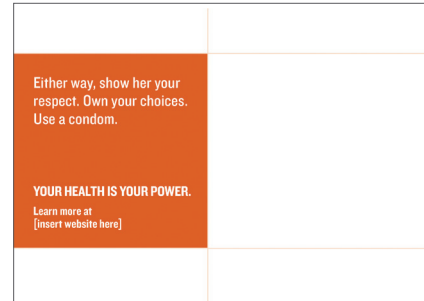 Either way, show her your
respect. Own your choices.
Use a condom.
YOUR HEALTH IS YOUR POWER.
Learn more at
[insert website here]